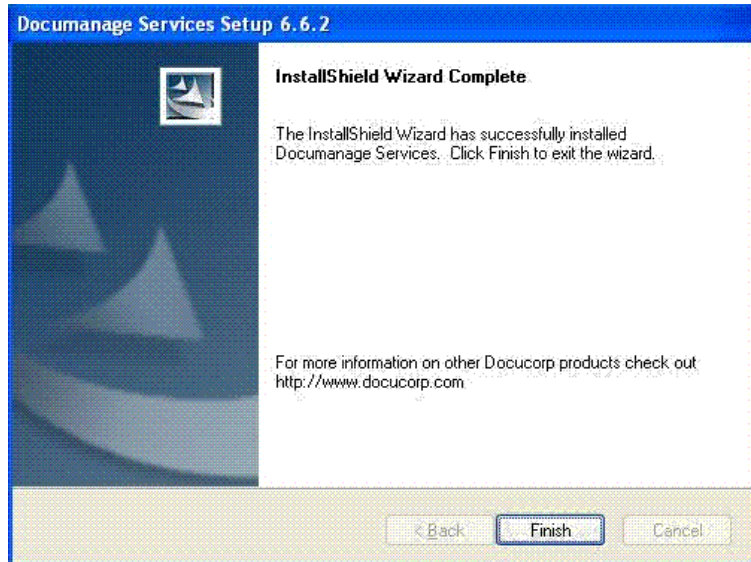 Documanage Services Setup 6.6.2
InstallShield Wizard Complete
The InstallShield Wizard has successfully installed
Documanage Services. Click Finish to exit the wizard.
For more information on other Docucorp products check out
http://www.docucorp.com
< Back Finish Cancel